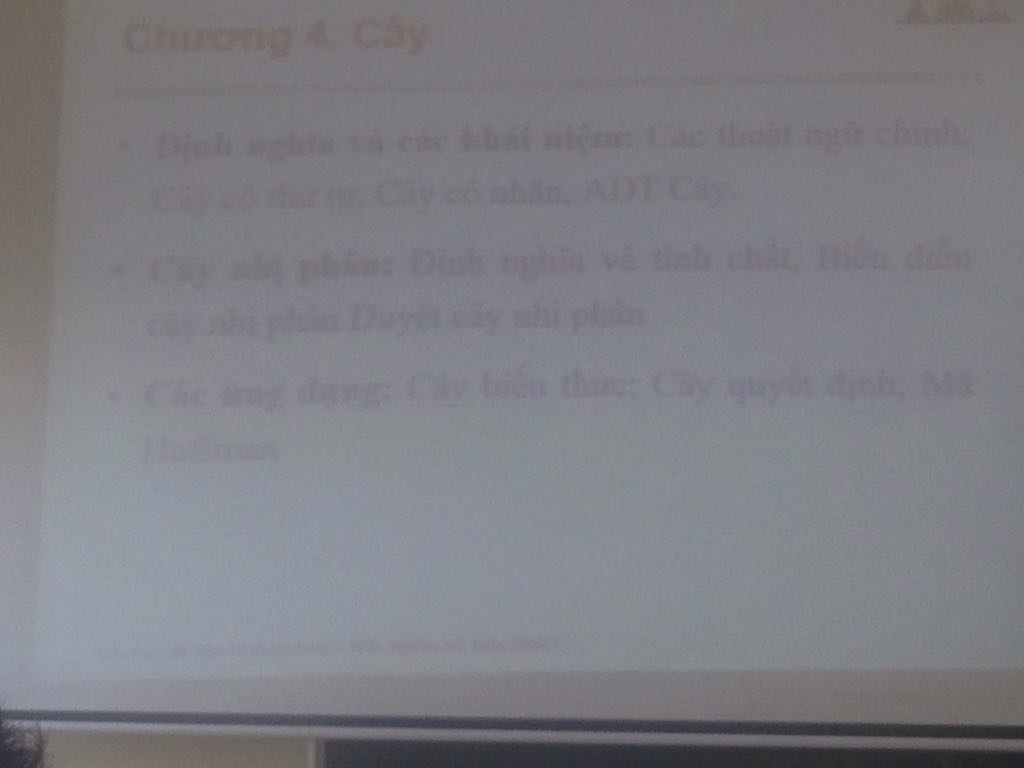 Chương 4. Cây
• Định nghĩa và các khái niệm: Các thuật ngữ chính;
Cây có thứ tự, Cây có nhãn, ADT Cây.
• Cây nhị phân: Định nghĩa và tính chất, Biểu diễn
cây nhị phân Duyệt cây nhị phân
• Các ứng dụng: Cây biểu thức; Cây quyết định; Mã
Huffman